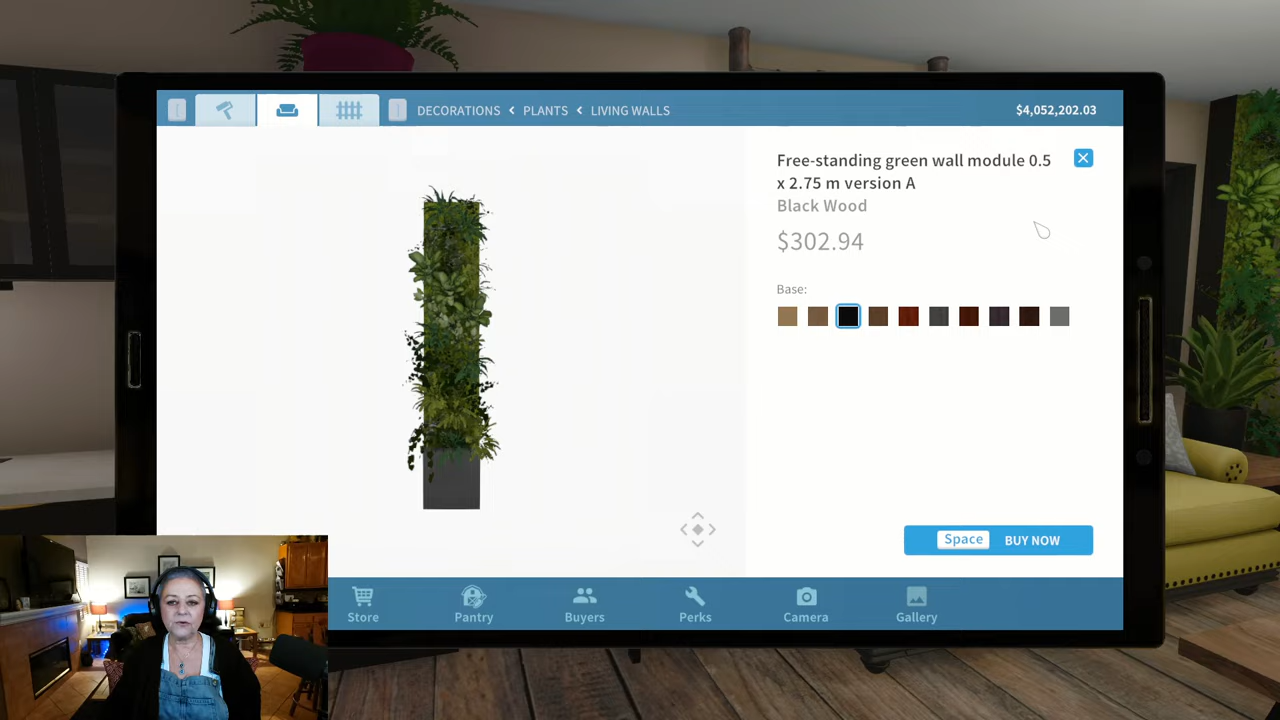 DECORATIONS < PLANTS < LIVING WALLS
$4,052,202.03
Free-standing green wall module 0.5
x 2.75 m version A
Black Wood
$302.94
Base:
Space BUY NOW
Store
Pantry
Buyers
Perks
Camera
Gallery